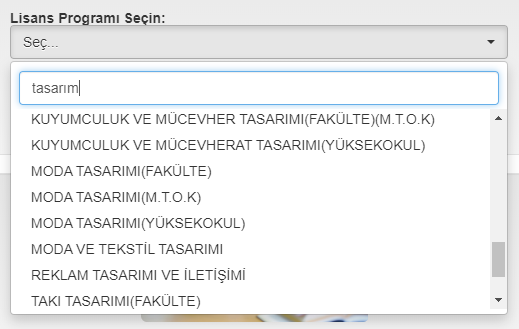 Lisans Programı Seçin:
Seç...
tasarım
KUYUMCULUK VE MÜCEVHER TASARIMI(FAKÜLTE)(M.T.O.K)
KUYUMCULUK VE MÜCEVHERAT TASARIMI(YÜKSEKOKUL)
MODA TASARIMI(FAKÜLTE)
MODA TASARIMI(M.T.O.K)
MODA TASARIMI(YÜKSEKOKUL)
MODA VE TEKSTİL TASARIMI
REKLAM TASARIMI VE İLETİŞİMİ
TAKI TASARIMI(FAKÜLTE)